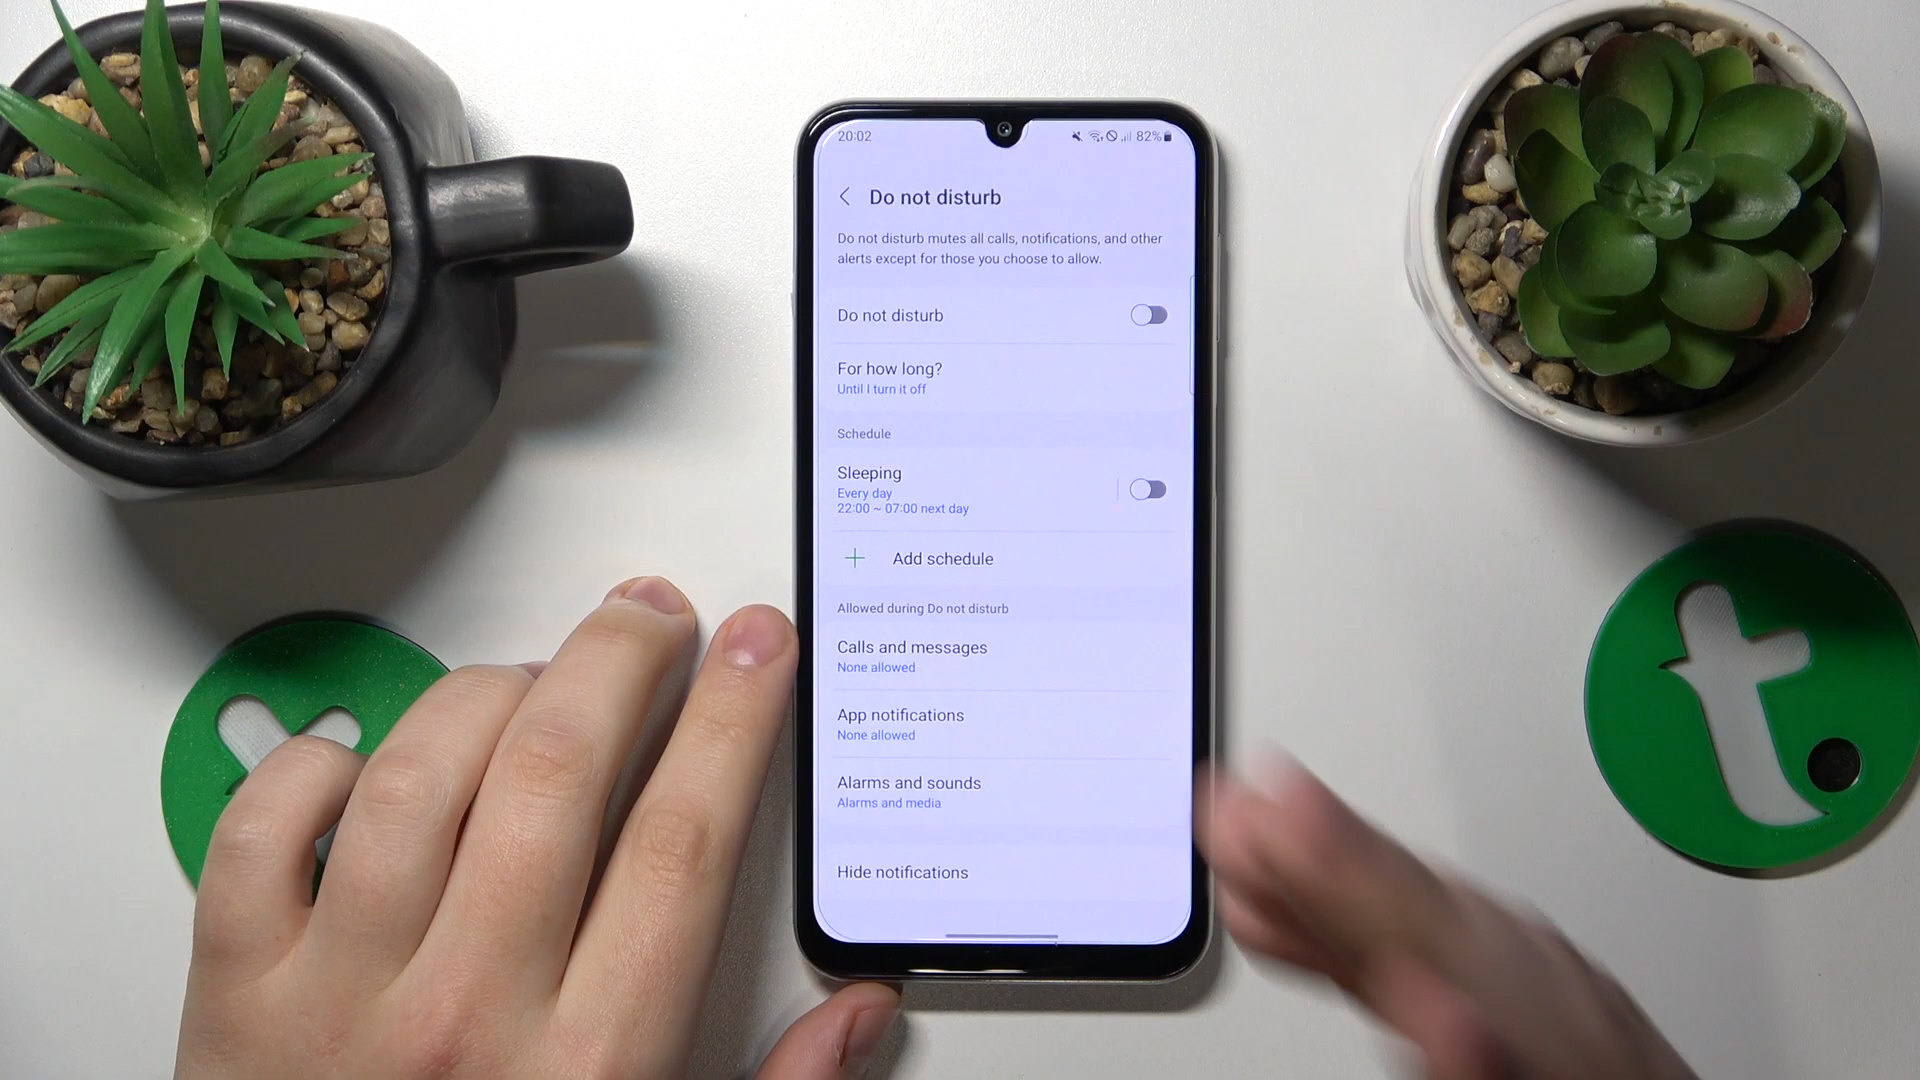 20:02 82%
Do not disturb
Do not disturb mutes all calls, notifications, and other
alerts except for those you choose to allow.
Do not disturb
For how long?
Until I turn it off
Schedule
Sleeping
Every day
22:00 ~ 07:00 next day
Add schedule
Allowed during Do not disturb
Calls and messages
None allowed
App notifications
None allowed
Alarms and sounds
Alarms and media
Hide notifications